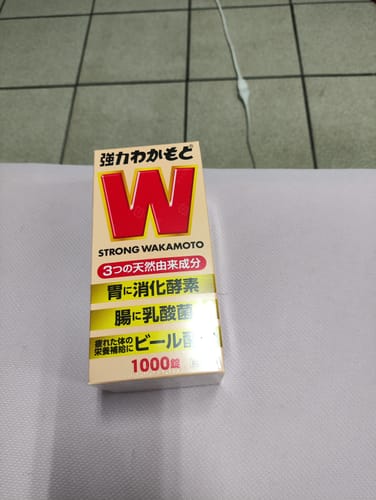 強力わかもと
W
STRONG WAKAMOTO
3つの天然由来成分
胃に消化酵素
腸に乳酸菌
疲れた体の
栄養補給に ビール酵
1000錠